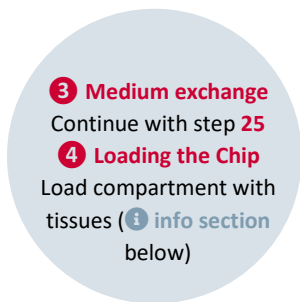 ❸ Medium exchange
Continue with step 25
❹ Loading the Chip
Load compartment with
tissues (ℹ info section
below)